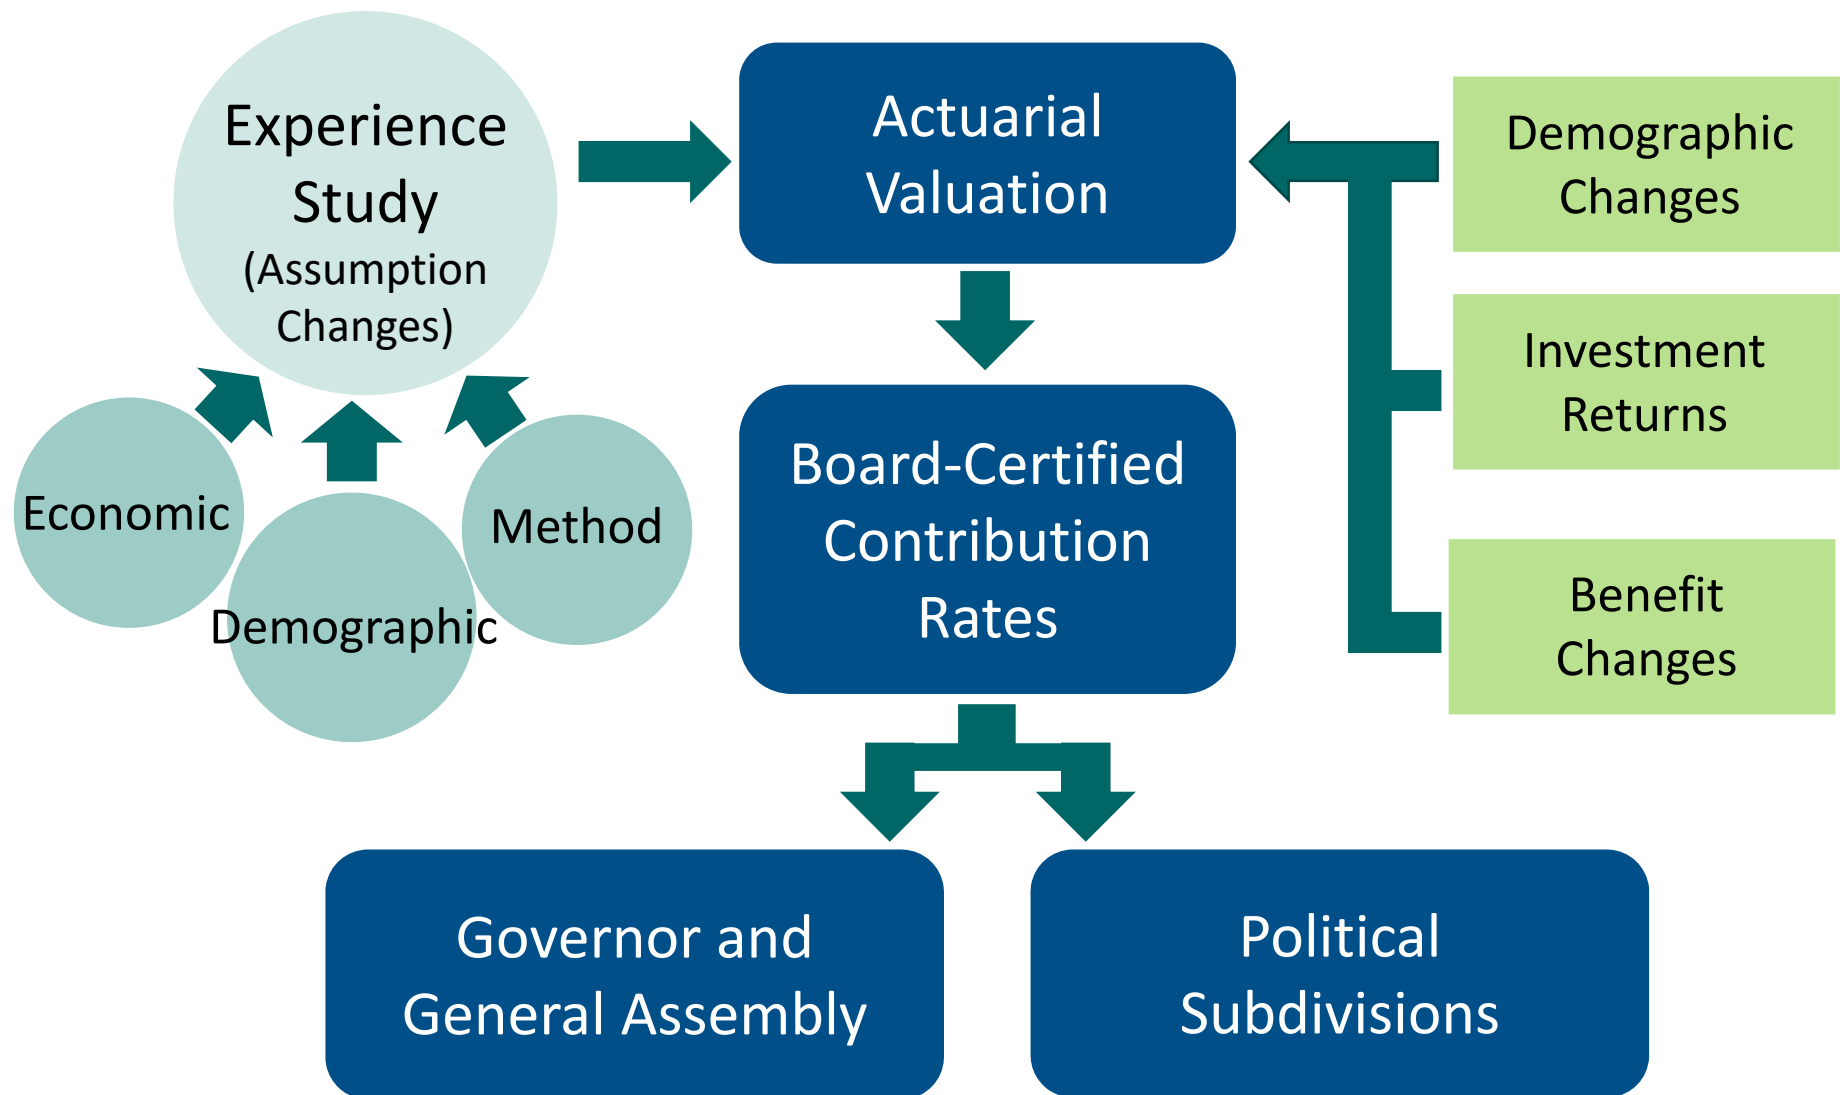 Experience
Study
(Assumption
Changes)
Economic
Demographic
Method
Actuarial
Valuation
Board-Certified
Contribution
Rates
Demographic
Changes
Investment
Returns
Benefit
Changes
Governor and
General Assembly
Political
Subdivisions